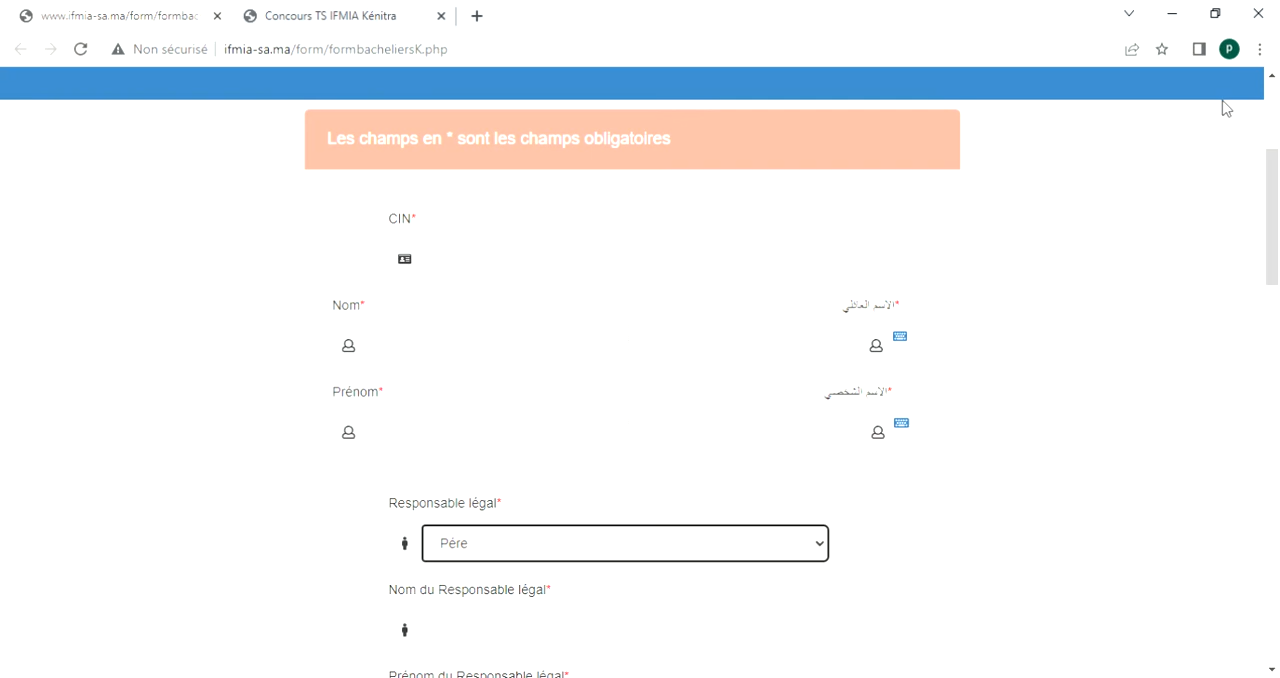 www.ifmia-sa.ma/form/formbac
Concours TS IFMIA Kénitra
Non sécurisé
ifmia-sa.ma/form/formbacheliersK.php
P
Les champs en * sont les champs obligatoires
CIN*
Nom*
الاسم العائلي*
Prénom*
الاسم الشخصي*
Responsable légal*
Pére
Nom du Responsable légal*
Prénom du Responsable légal*